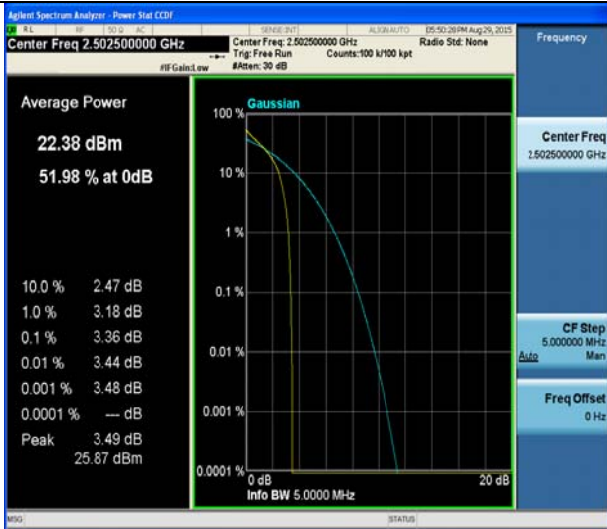 Agilent Spectrum Analyzer - Power Stat CCDF
RL RF 50 Ω AC SENSE:INT ALIGN AUTO 05:50:28 PM Aug 29, 2015
Center Freq 2.502500000 GHz
Center Freq: 2.502500000 GHz Radio Std: None
Trig: Free Run Counts:100 k/100 kpt
#IFGain:Low #Atten: 30 dB
Frequency
Average Power
22.38 dBm
51.98 % at 0dB
10.0 % 2.47 dB
1.0 % 3.18 dB
0.1 % 3.36 dB
0.01 % 3.44 dB
0.001 % 3.48 dB
0.0001 % --- dB
Peak 3.49 dB
25.87 dBm
Gaussian
100 %
10 %
1 %
0.1 %
0.01 %
0.001 %
0.0001 %
0 dB 20 dB
Info BW 5.0000 MHz
Center Freq
2.502500000 GHz
CF Step
5.000000 MHz
Auto Man
Freq Offset
0 Hz
MSG STATUS